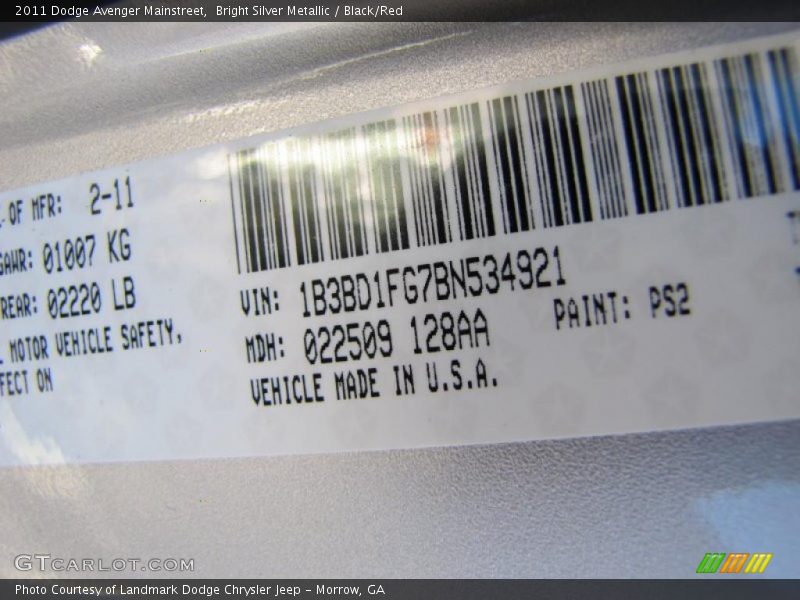 2011 Dodge Avenger Mainstreet, Bright Silver Metallic / Black/Red
OF MFR: 2-11
GAWR: 01007 KG
REAR: 02220 LB
MOTOR VEHICLE SAFETY,
FECT ON
VIN: 1B3BD1FG7BN534921
MDH: 022509 128AA
PAINT: PS2
VEHICLE MADE IN U.S.A.
GTCARLOT.COM
Photo Courtesy of Landmark Dodge Chrysler Jeep - Morrow, GA